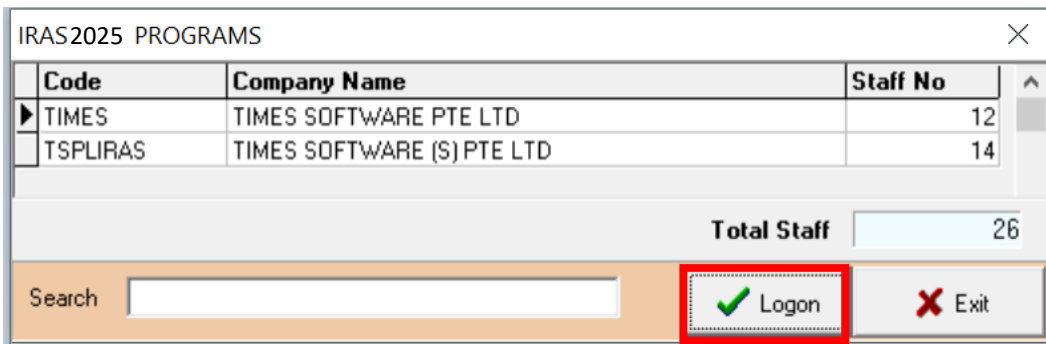 IRAS2025 PROGRAMS
Code Company Name Staff No
TIMES TIMES SOFTWARE PTE LTD 12
TSPLIRAS TIMES SOFTWARE (S) PTE LTD 14
Total Staff 26
Search Logon Exit